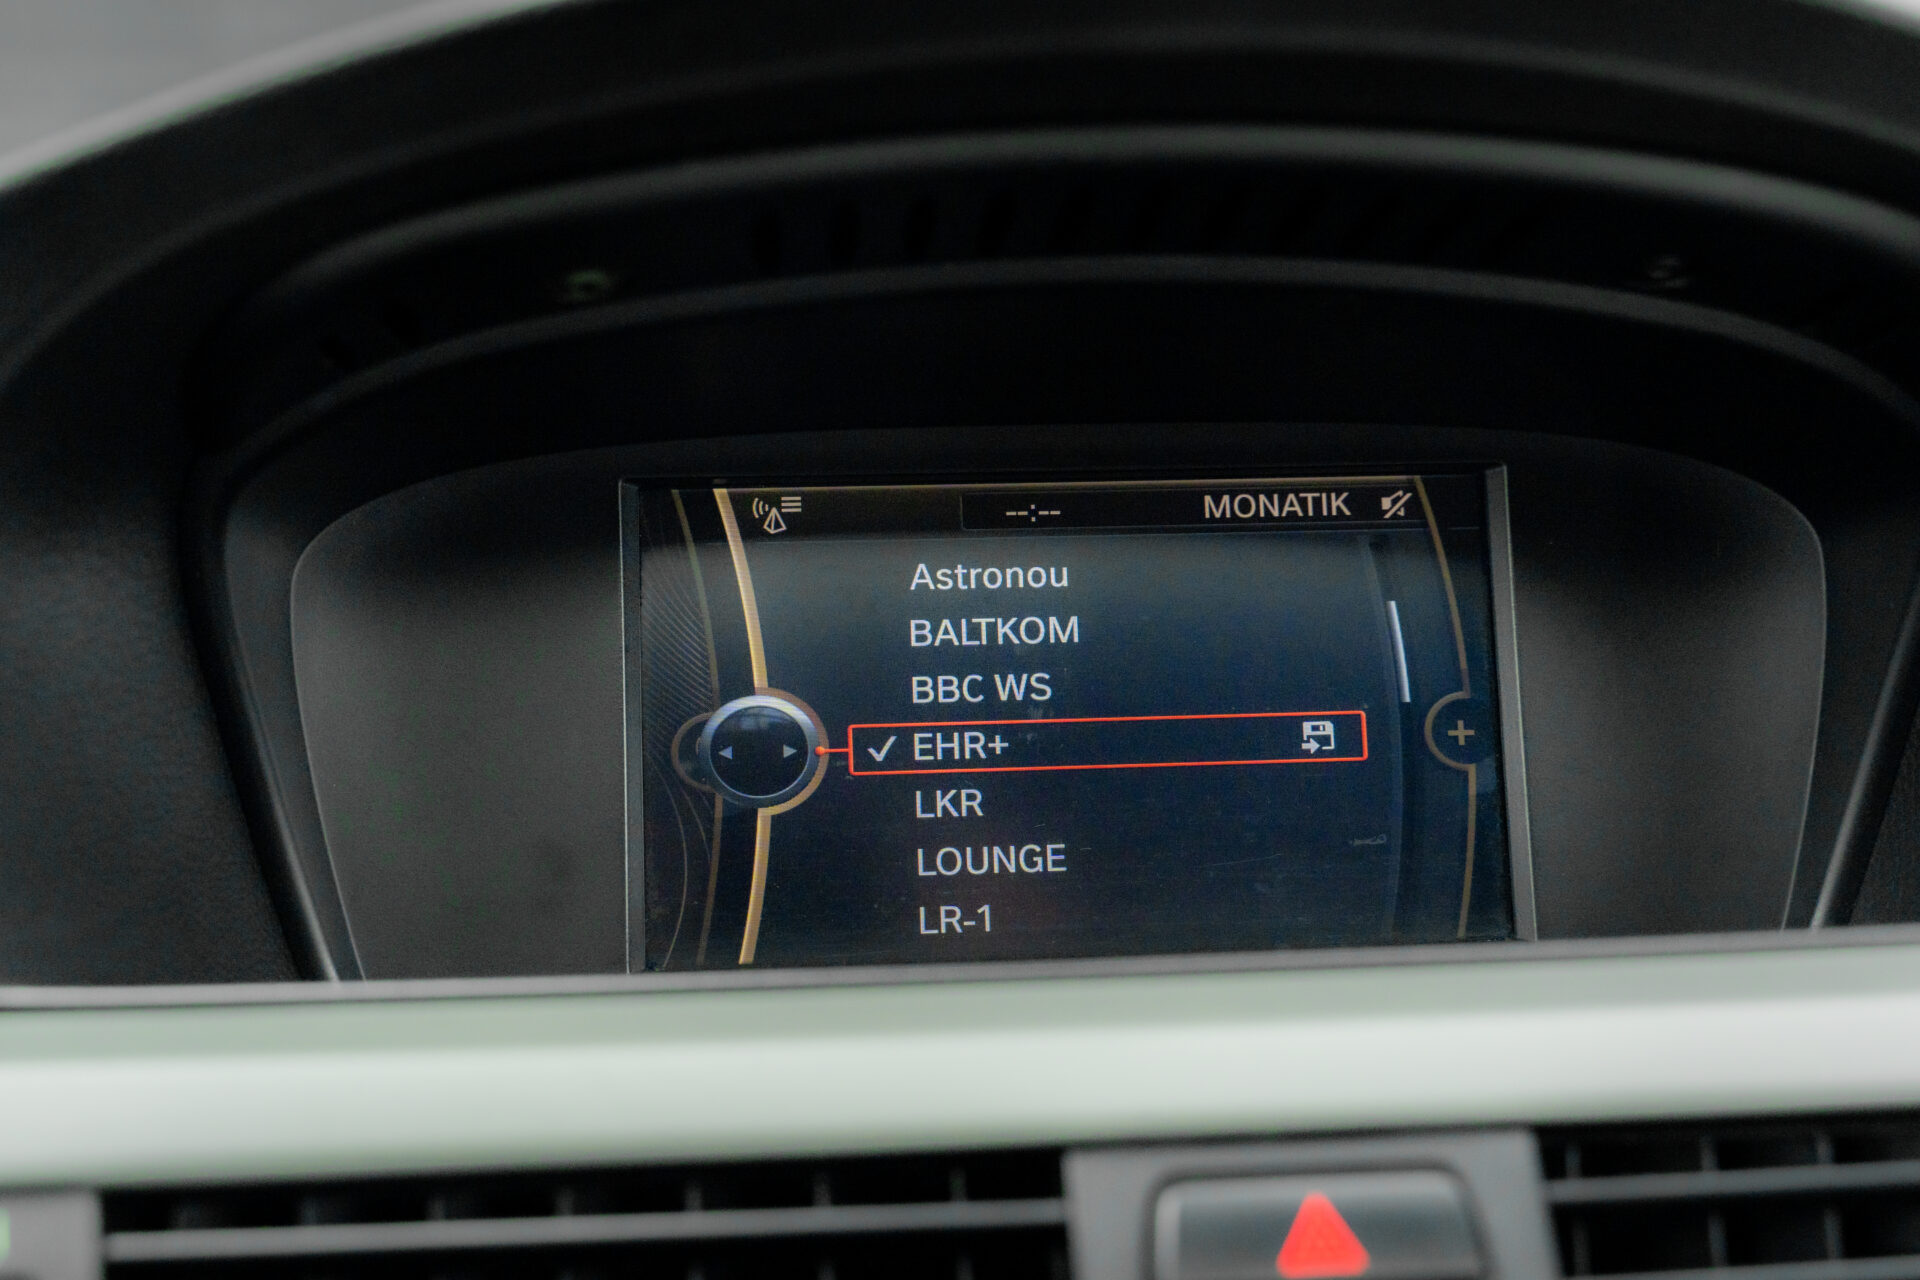 --:-- MONATIK
Astronou
BALTKOM
BBC WS
EHR+
LKR
LOUNGE
LR-1